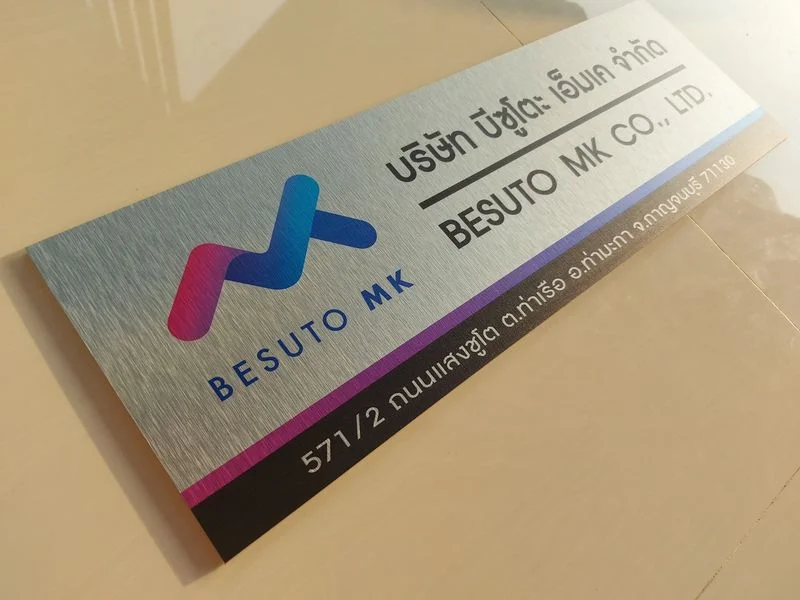 BESUTO MK
บริษัท บีซูโตะ เอ็มเค จำกัด
BESUTO MK CO., LTD.
571/2 ถนนแสงชูโต ต.ท่าเรือ อ.ท่ามะกา จ.กาญจนบุรี 71130